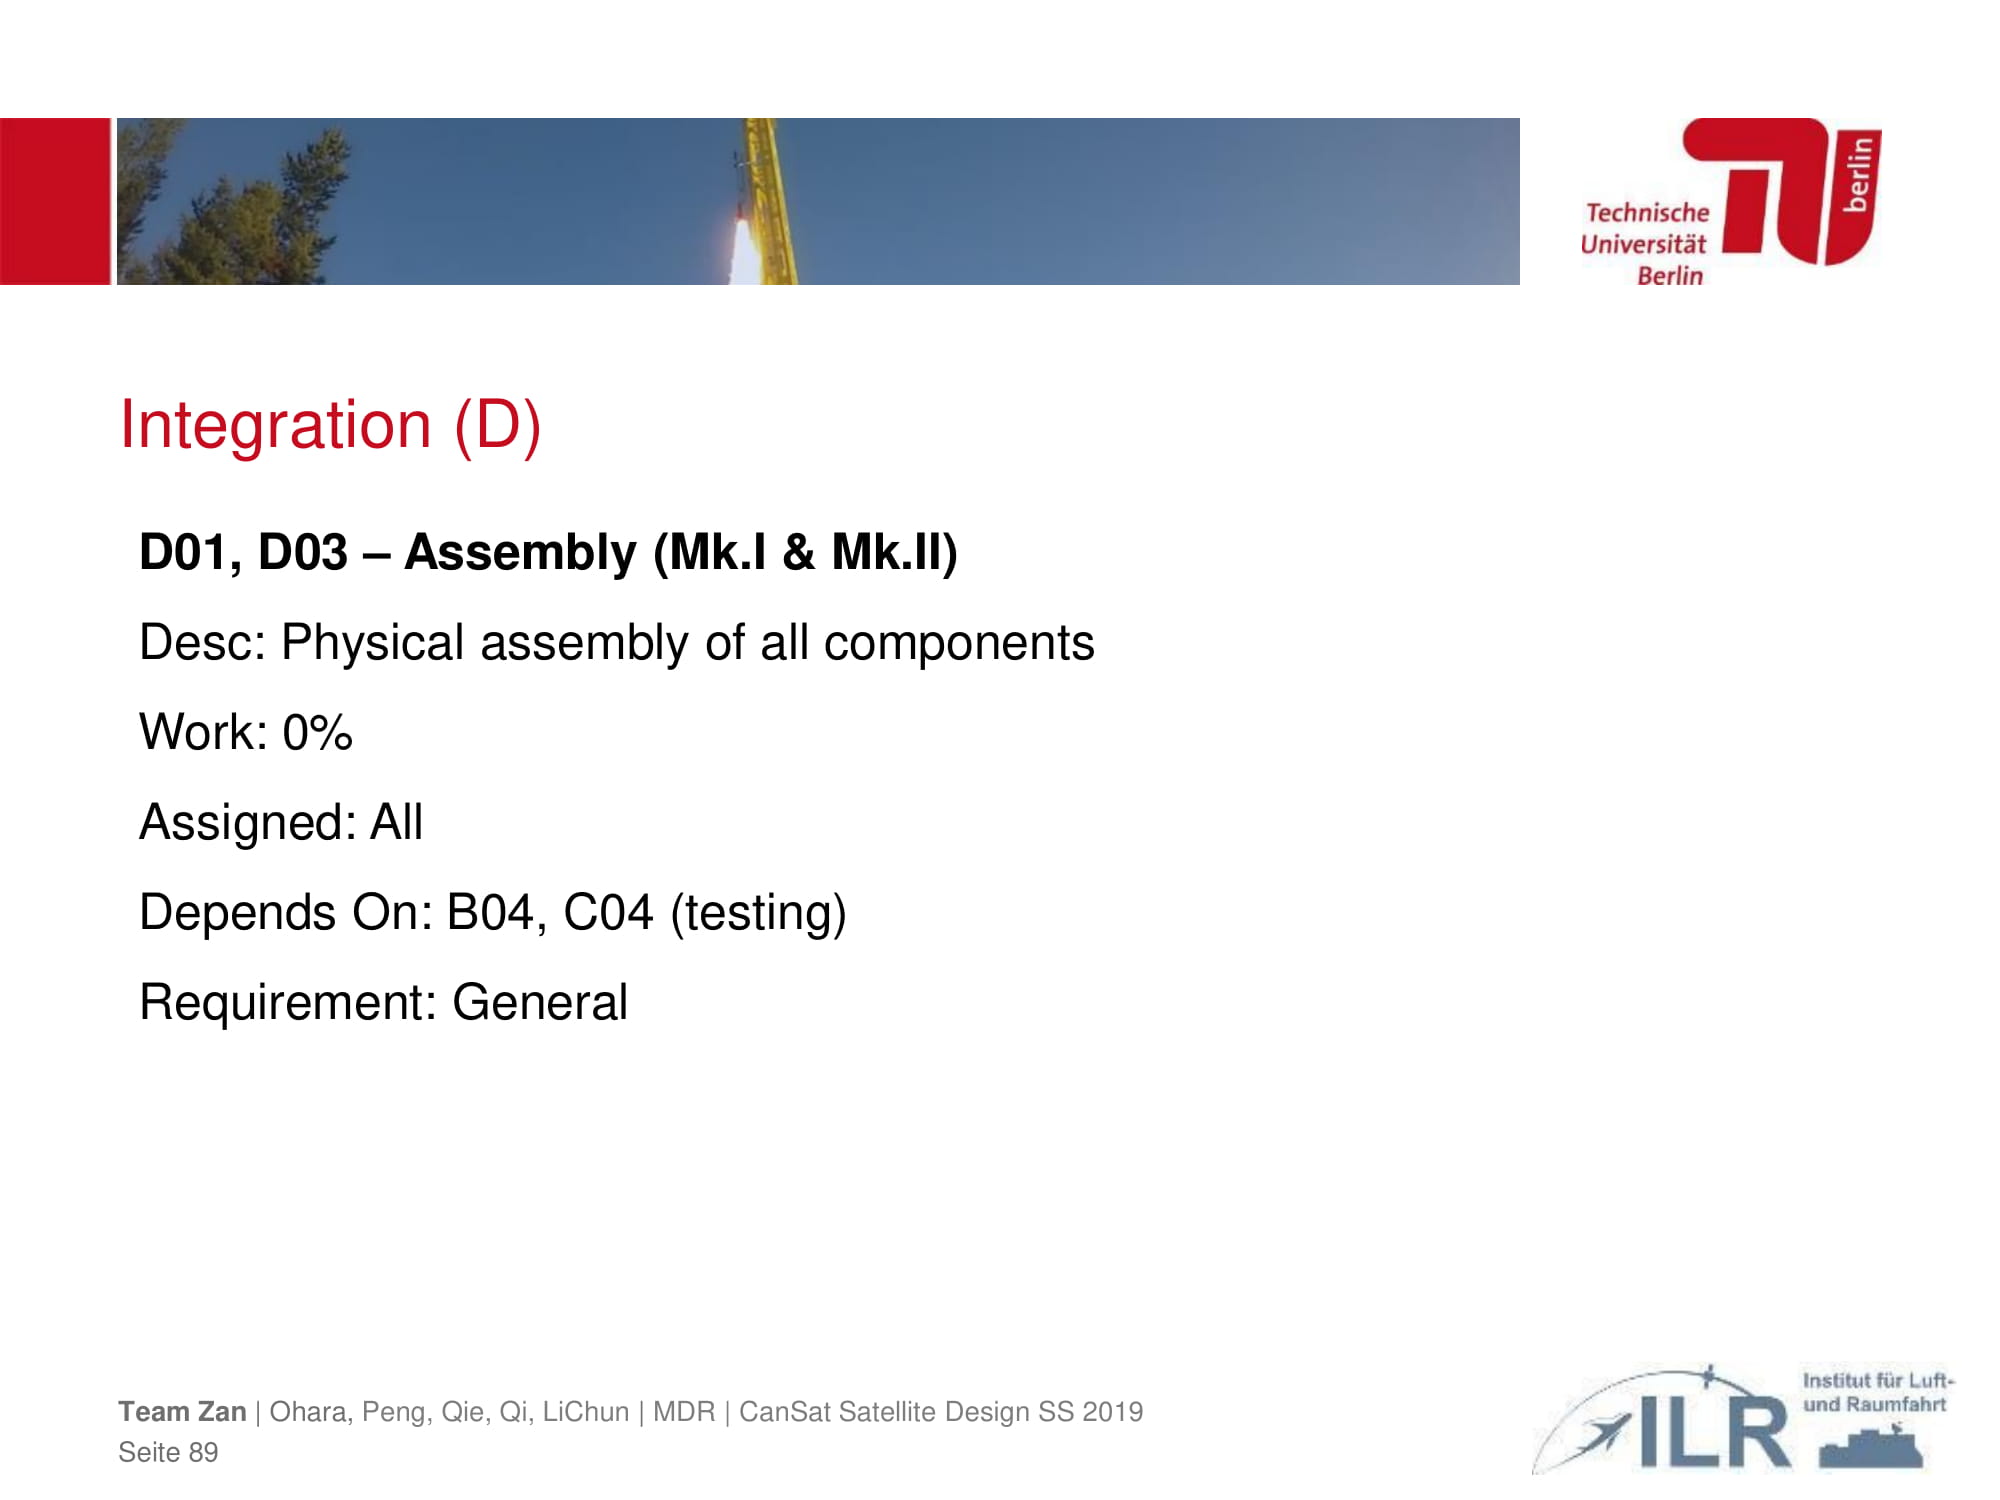 berlin
Technische
Universität
Berlin
Integration (D)
D01, D03 – Assembly (Mk.I & Mk.II)
Desc: Physical assembly of all components
Work: 0%
Assigned: All
Depends On: B04, C04 (testing)
Requirement: General
Team Zan | Ohara, Peng, Qie, Qi, LiChun | MDR | CanSat Satellite Design SS 2019
Seite 89
ILR
Institut für Luft-
und Raumfahrt